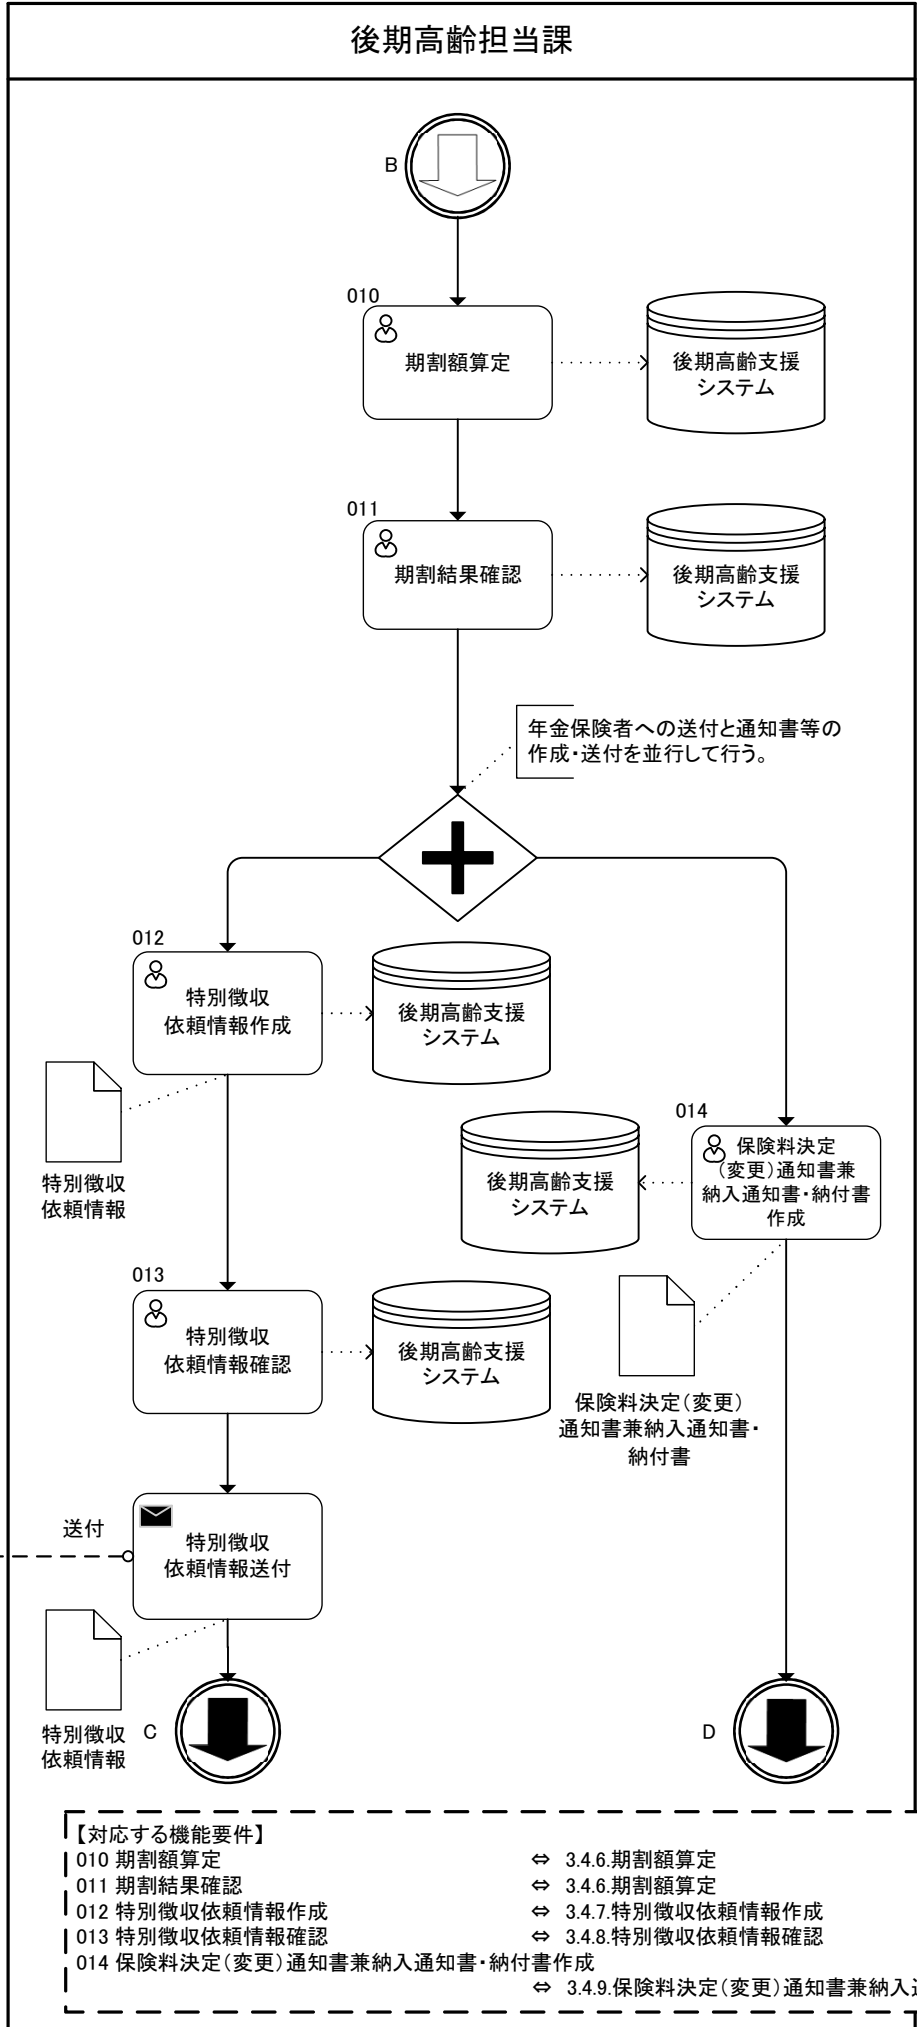 後期高齢担当課
B
010
期割額算定
後期高齢支援
システム
011
期割結果確認
後期高齢支援
システム
年金保険者への送付と通知書等の
作成・送付を並行して行う。
012
特別徴収
依頼情報作成
後期高齢支援
システム
特別徴収
依頼情報
014
保険料決定
(変更)通知書兼
納入通知書・納付書
作成
後期高齢支援
システム
013
特別徴収
依頼情報確認
後期高齢支援
システム
保険料決定(変更)
通知書兼納入通知書・
納付書
送付
特別徴収
依頼情報送付
特別徴収
依頼情報
C
D
【対応する機能要件】
010 期割額算定 ⇔ 3.4.6.期割額算定
011 期割結果確認 ⇔ 3.4.6.期割額算定
012 特別徴収依頼情報作成 ⇔ 3.4.7.特別徴収依頼情報作成
013 特別徴収依頼情報確認 ⇔ 3.4.8.特別徴収依頼情報確認
014 保険料決定(変更)通知書兼納入通知書・納付書作成
⇔ 3.4.9.保険料決定(変更)通知書兼納入